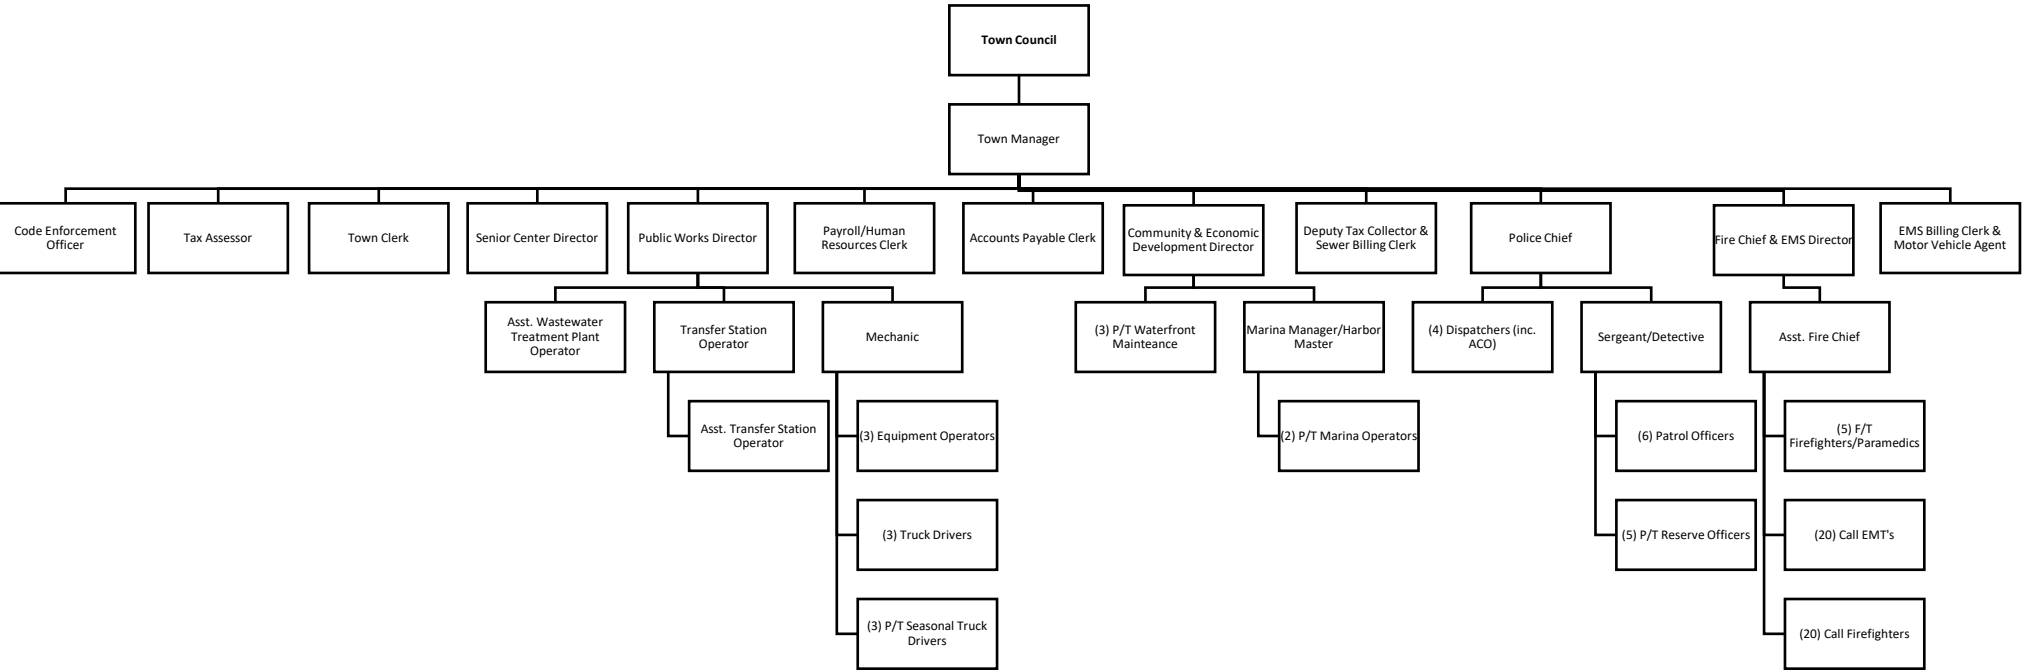 Town Council
Town Manager
Code Enforcement
Officer
Tax Assessor
Town Clerk
Senior Center Director
Public Works Director
Payroll/Human
Resources Clerk
Accounts Payable Clerk
Community & Economic
Development Director
Deputy Tax Collector &
Sewer Billing Clerk
Police Chief
Fire Chief & EMS Director
EMS Billing Clerk &
Motor Vehicle Agent
Asst. Wastewater
Treatment Plant
Operator
Transfer Station
Operator
Mechanic
(3) P/T Waterfront
Mainteance
Marina Manager/Harbor
Master
(4) Dispatchers (inc.
ACO)
Sergeant/Detective
Asst. Fire Chief
Asst. Transfer Station
Operator
(3) Equipment Operators
(2) P/T Marina Operators
(6) Patrol Officers
(5) F/T
Firefighters/Paramedics
(3) Truck Drivers
(5) P/T Reserve Officers
(20) Call EMT's
(3) P/T Seasonal Truck
Drivers
(20) Call Firefighters